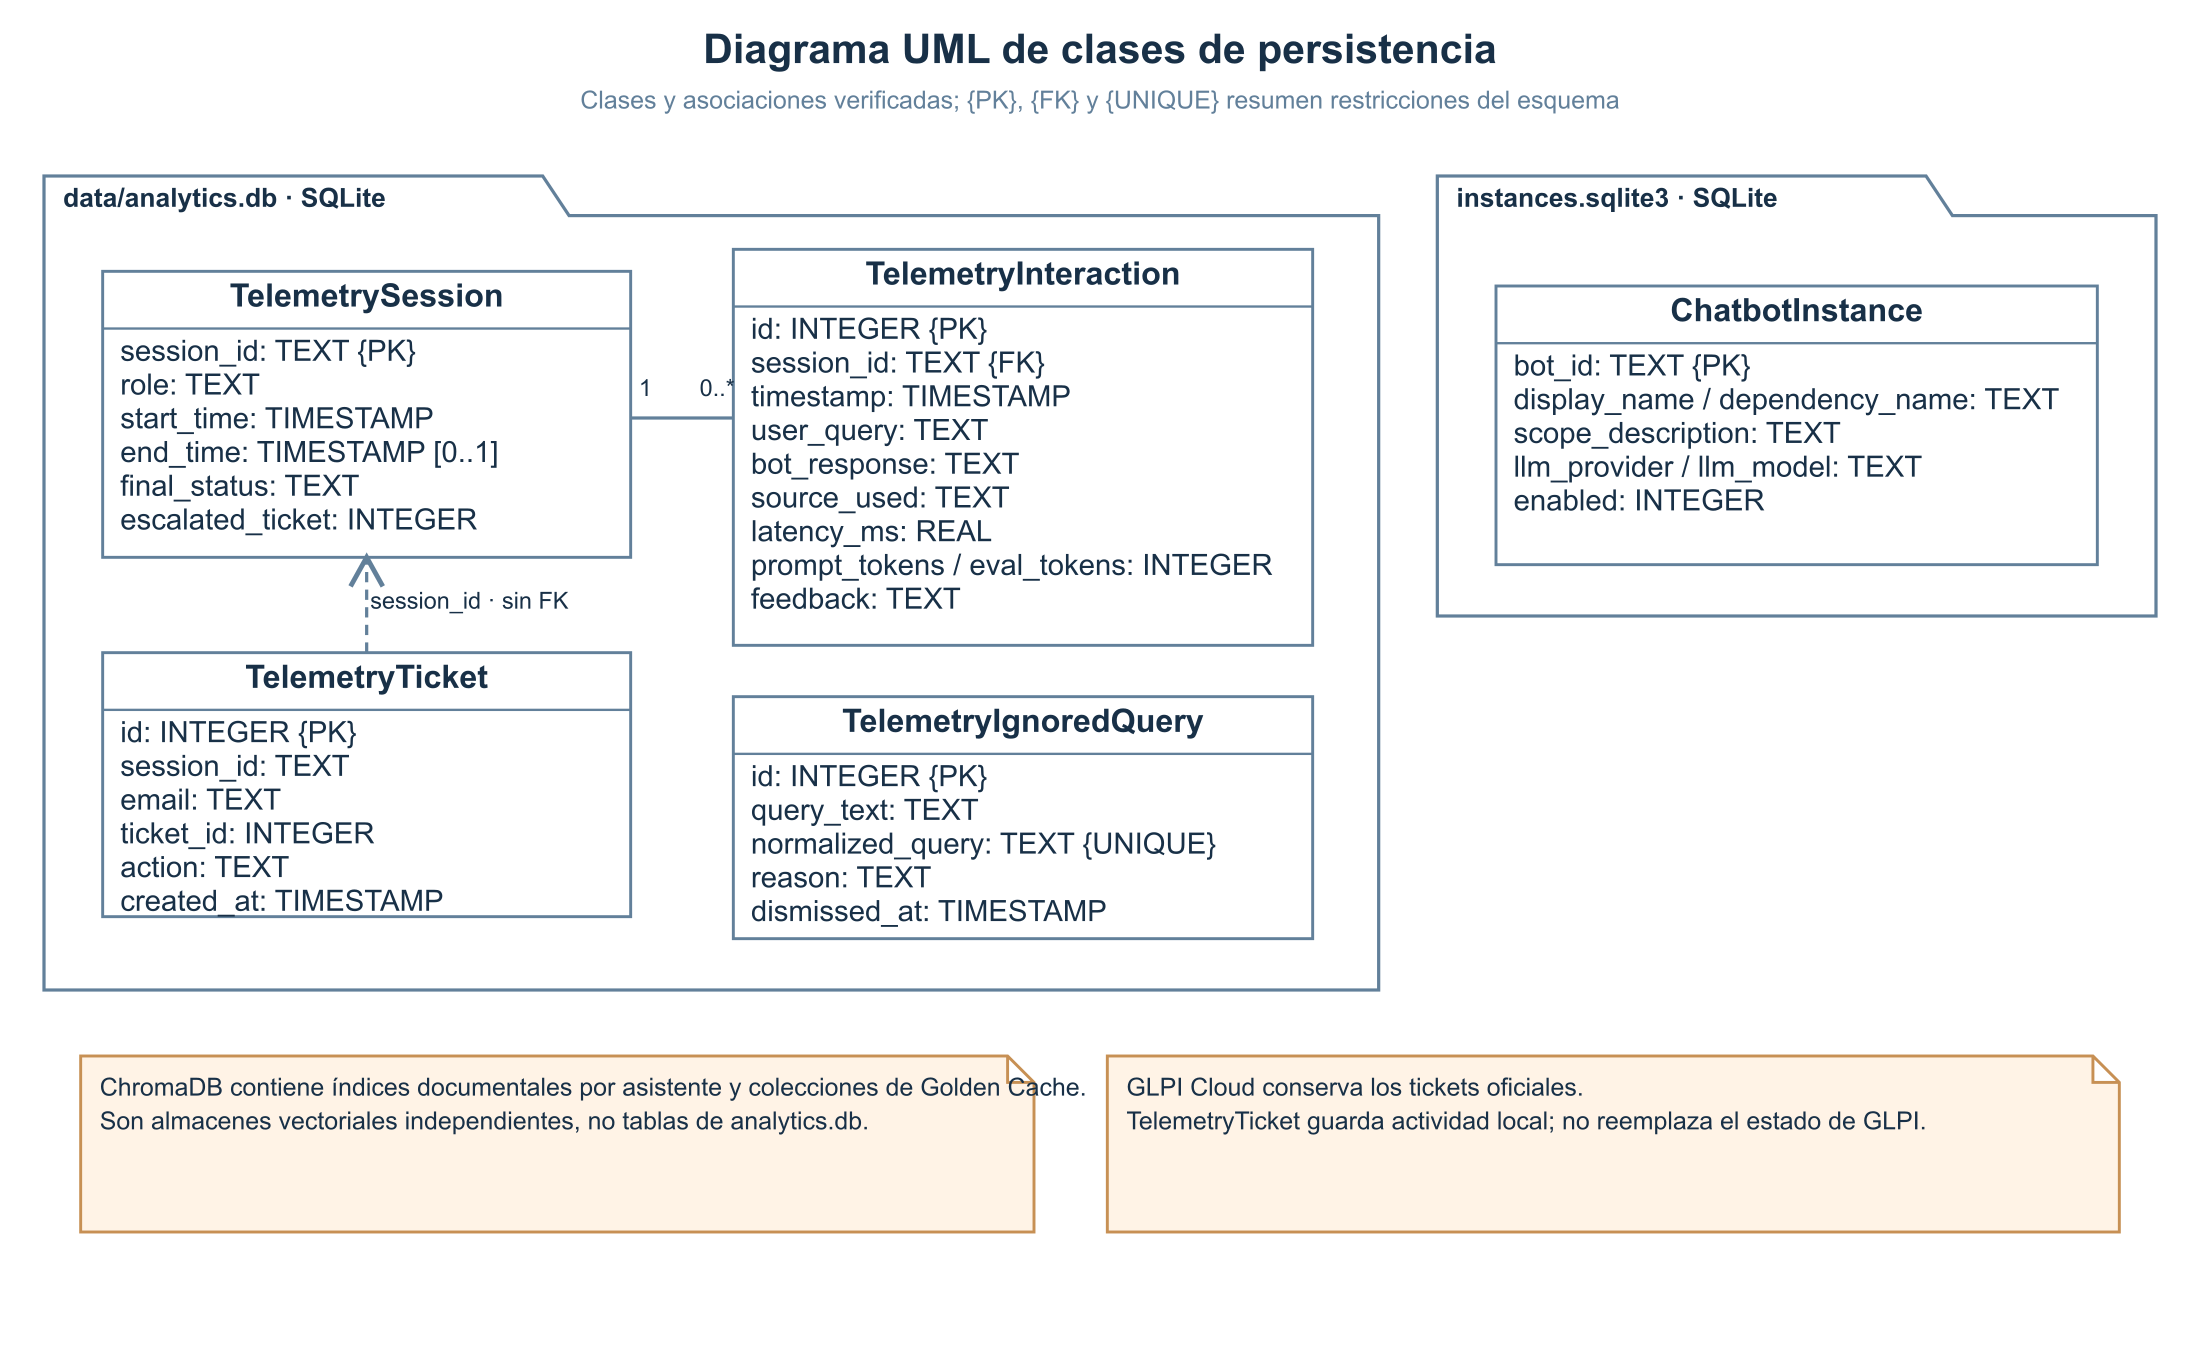 Diagrama UML de clases de persistencia
Clases y asociaciones verificadas; {PK}, {FK} y {UNIQUE} resumen restricciones del esquema
data/analytics.db · SQLite
TelemetrySession
session_id: TEXT {PK}
role: TEXT
start_time: TIMESTAMP
end_time: TIMESTAMP [0..1]
final_status: TEXT
escalated_ticket: INTEGER
1
0..*
TelemetryInteraction
id: INTEGER {PK}
session_id: TEXT {FK}
timestamp: TIMESTAMP
user_query: TEXT
bot_response: TEXT
source_used: TEXT
latency_ms: REAL
prompt_tokens / eval_tokens: INTEGER
feedback: TEXT
session_id · sin FK
TelemetryTicket
id: INTEGER {PK}
session_id: TEXT
email: TEXT
ticket_id: INTEGER
action: TEXT
created_at: TIMESTAMP
TelemetryIgnoredQuery
id: INTEGER {PK}
query_text: TEXT
normalized_query: TEXT {UNIQUE}
reason: TEXT
dismissed_at: TIMESTAMP
instances.sqlite3 · SQLite
ChatbotInstance
bot_id: TEXT {PK}
display_name / dependency_name: TEXT
scope_description: TEXT
llm_provider / llm_model: TEXT
enabled: INTEGER
ChromaDB contiene índices documentales por asistente y colecciones de Golden Cache.
Son almacenes vectoriales independientes, no tablas de analytics.db.
GLPI Cloud conserva los tickets oficiales.
TelemetryTicket guarda actividad local; no reemplaza el estado de GLPI.